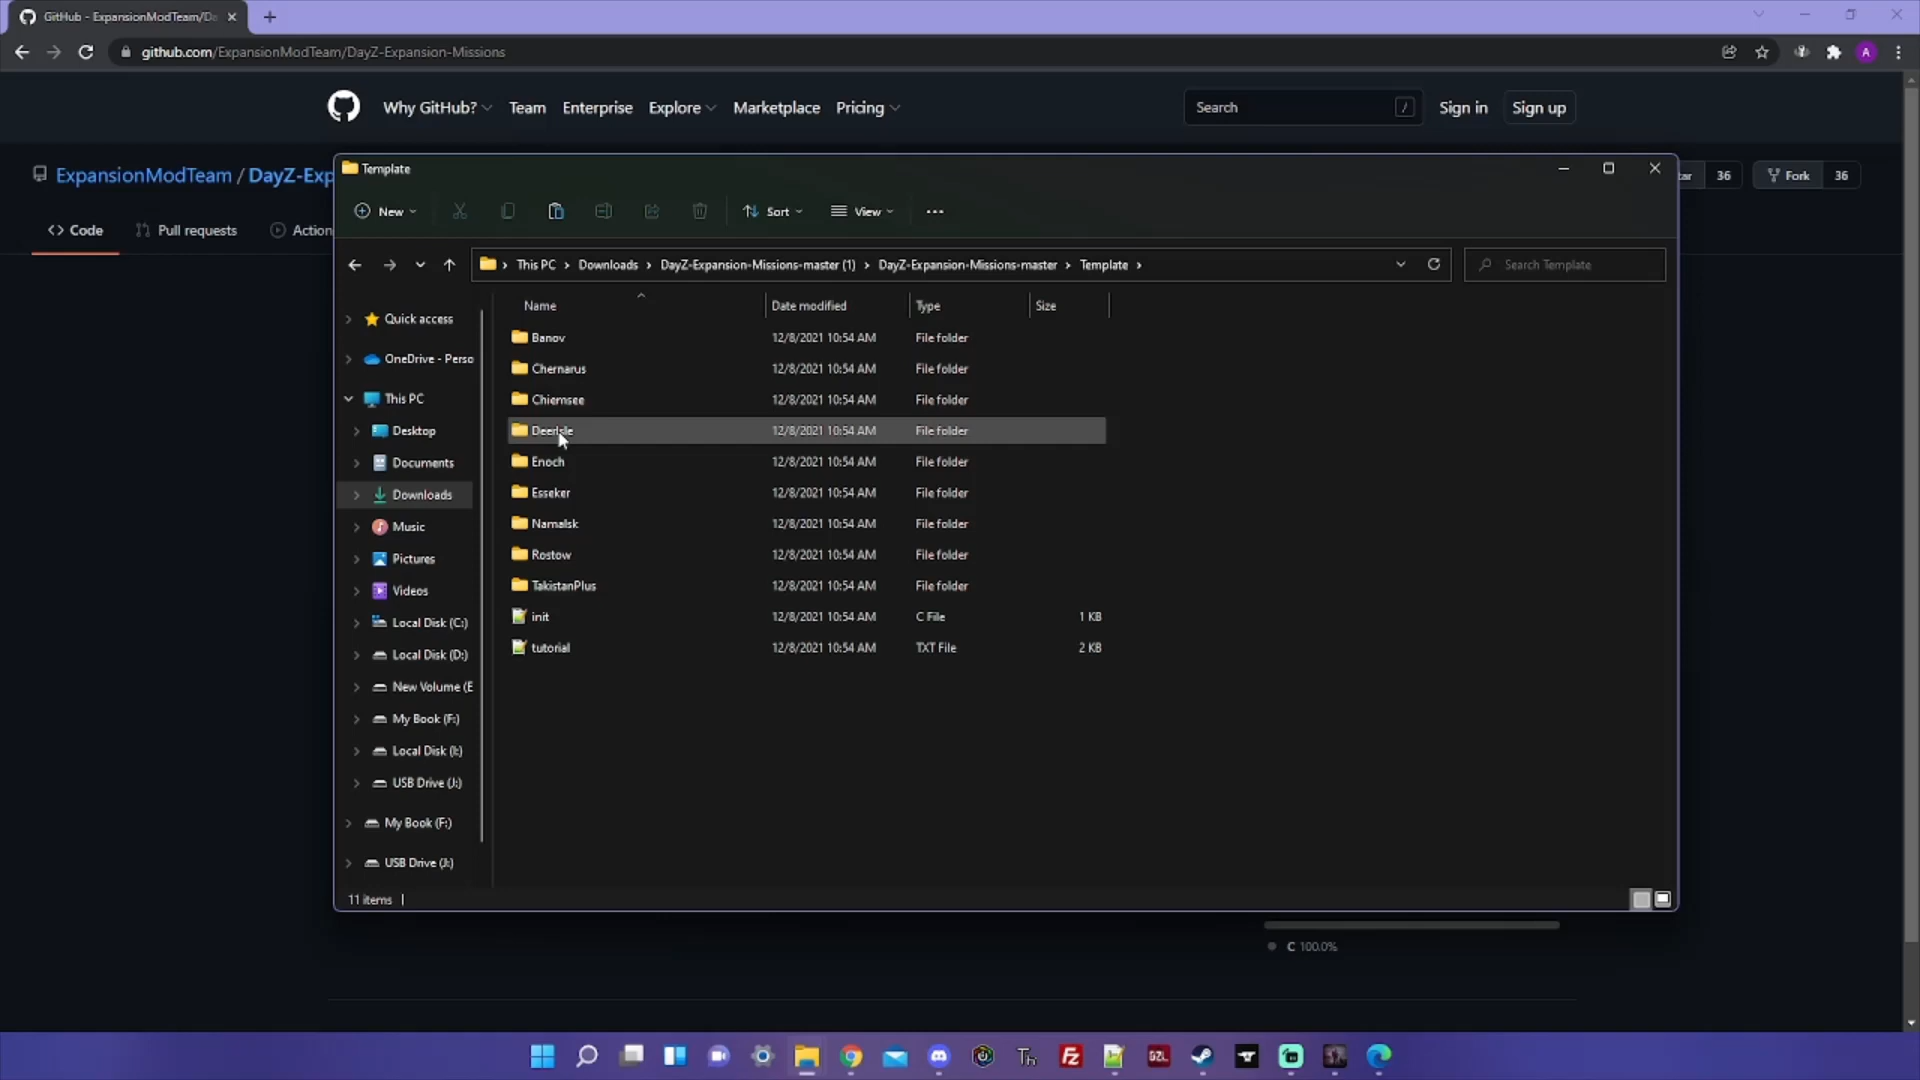 GitHub - ExpansionModTeam/Da
github.com/ExpansionModTeam/DayZ-Expansion-Missions
A
Why GitHub? Team Enterprise Explore Marketplace Pricing
Search /
Sign in Sign up
ExpansionModTeam / DayZ-Exp
ar 36 Fork 36
Code Pull requests Action
Template
New Sort View
This PC > Downloads > DayZ-Expansion-Missions-master (1) > DayZ-Expansion-Missions-master > Template >
Search Template
Name Date modified Type Size
Quick access
OneDrive - Perso
This PC
Desktop
Documents
Downloads
Music
Pictures
Videos
Local Disk (C:)
Local Disk (D:)
New Volume (E
My Book (F:)
Local Disk (I:)
USB Drive (J:)
My Book (F:)
USB Drive (J:)
Banov 12/8/2021 10:54 AM File folder
Chernarus 12/8/2021 10:54 AM File folder
Chiemsee 12/8/2021 10:54 AM File folder
DeerIsle 12/8/2021 10:54 AM File folder
Enoch 12/8/2021 10:54 AM File folder
Esseker 12/8/2021 10:54 AM File folder
Namalsk 12/8/2021 10:54 AM File folder
Rostow 12/8/2021 10:54 AM File folder
TakistanPlus 12/8/2021 10:54 AM File folder
init 12/8/2021 10:54 AM C File 1 KB
tutorial 12/8/2021 10:54 AM TXT File 2 KB
11 items
C 100.0%
Th Fz DZL